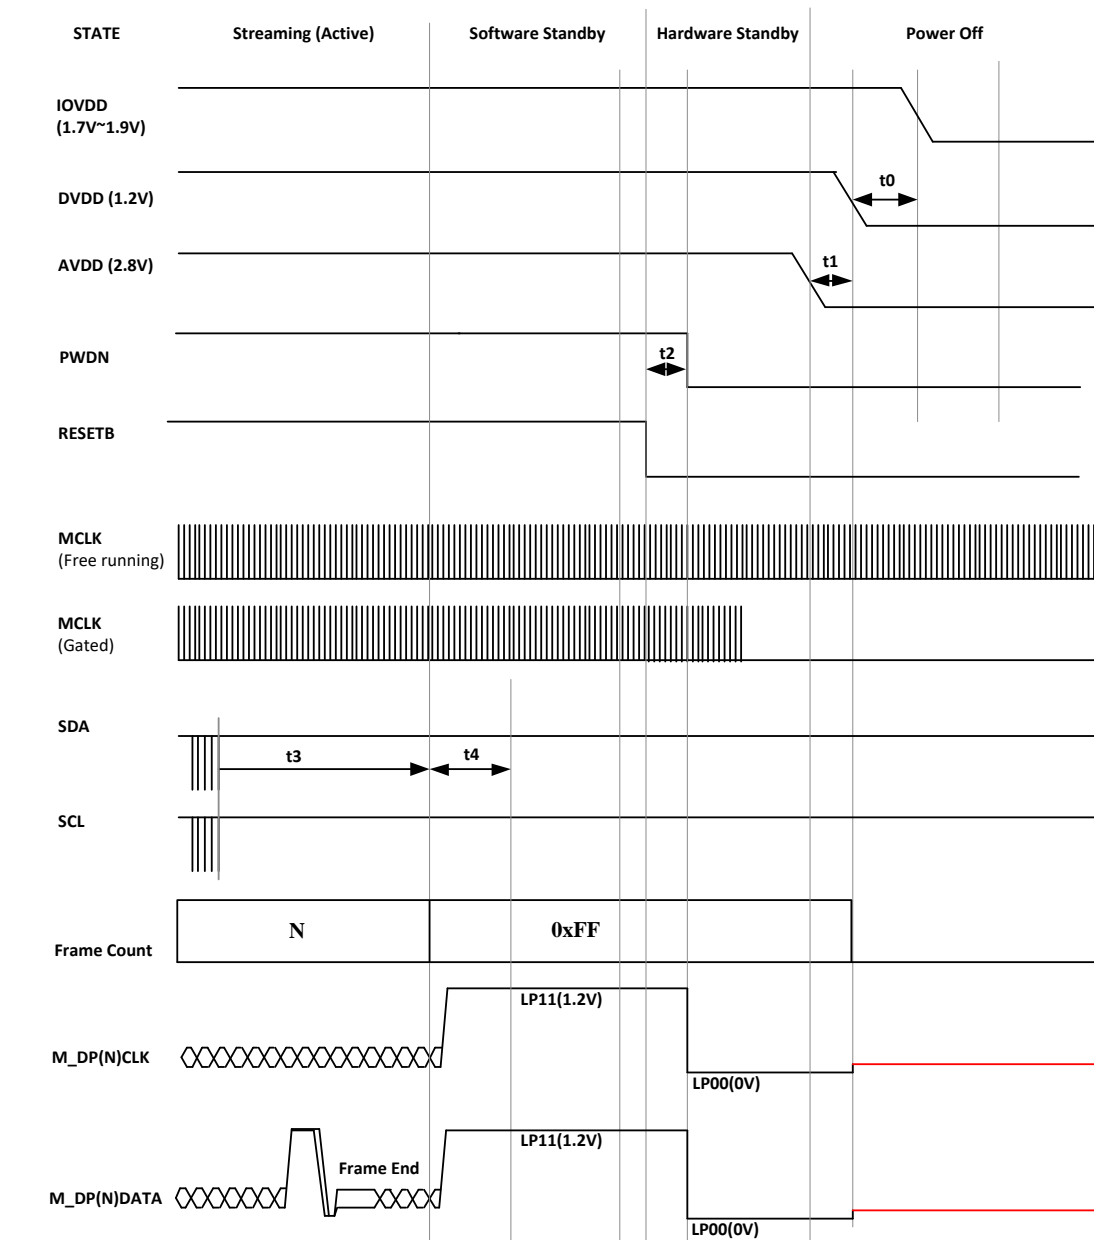 STATE Streaming (Active) Software Standby Hardware Standby Power Off
IOVDD
(1.7V~1.9V)
DVDD (1.2V)
t0
AVDD (2.8V)
t1
PWDN
t2
RESETB
MCLK
(Free running)
MCLK
(Gated)
SDA
t3 t4
SCL
N 0xFF
Frame Count
LP11(1.2V)
M_DP(N)CLK
LP00(0V)
LP11(1.2V)
Frame End
M_DP(N)DATA
LP00(0V)